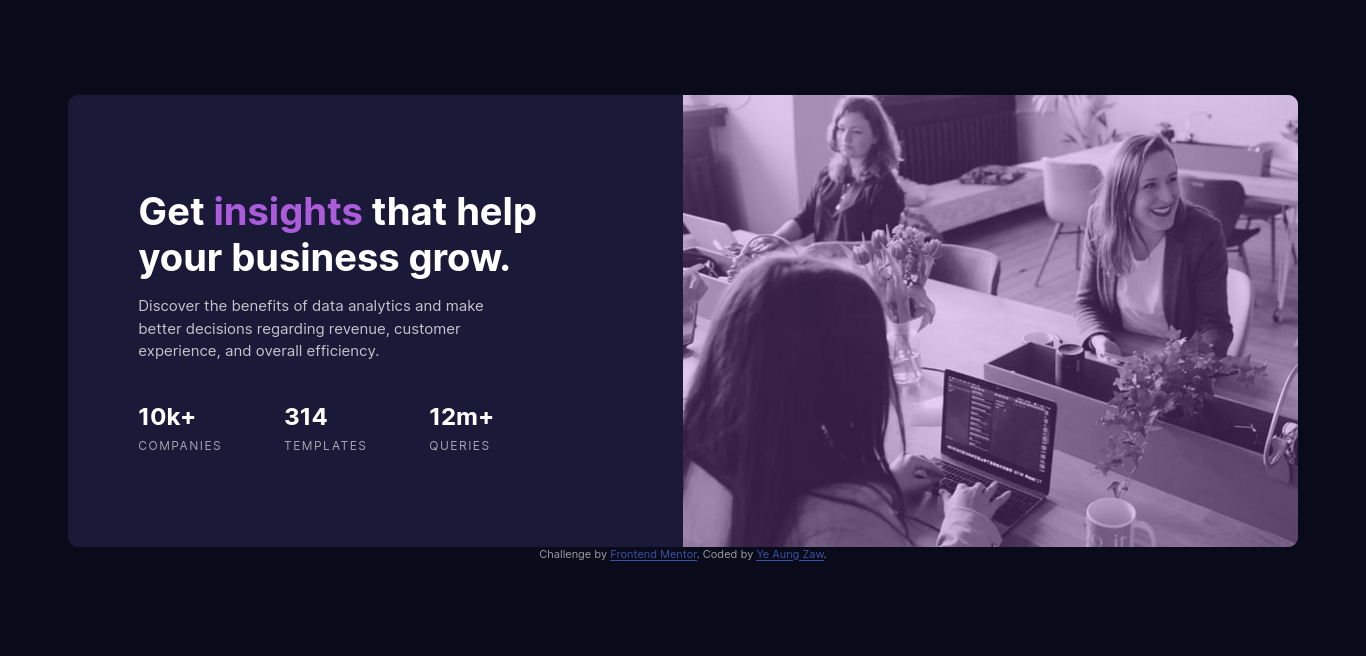 Get insights that help
your business grow.
Discover the benefits of data analytics and make
better decisions regarding revenue, customer
experience, and overall efficiency.
10k+ 314 12m+
COMPANIES TEMPLATES QUERIES
Challenge by Frontend Mentor. Coded by Ye Aung Zaw.